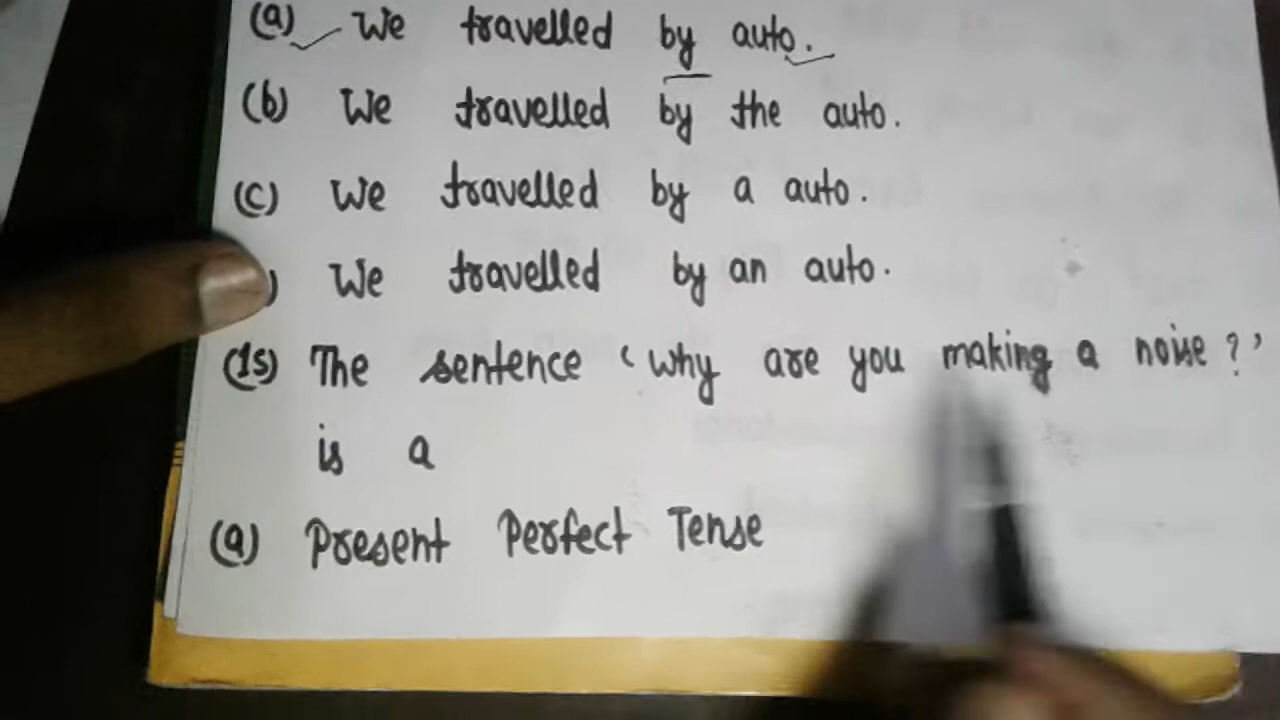 (a) We travelled by auto.
(b) We travelled by the auto.
(c) We travelled by a auto.
) We travelled by an auto.
(15) The sentence ‘why are you making a noise?’
is a
(a) Present Perfect Tense